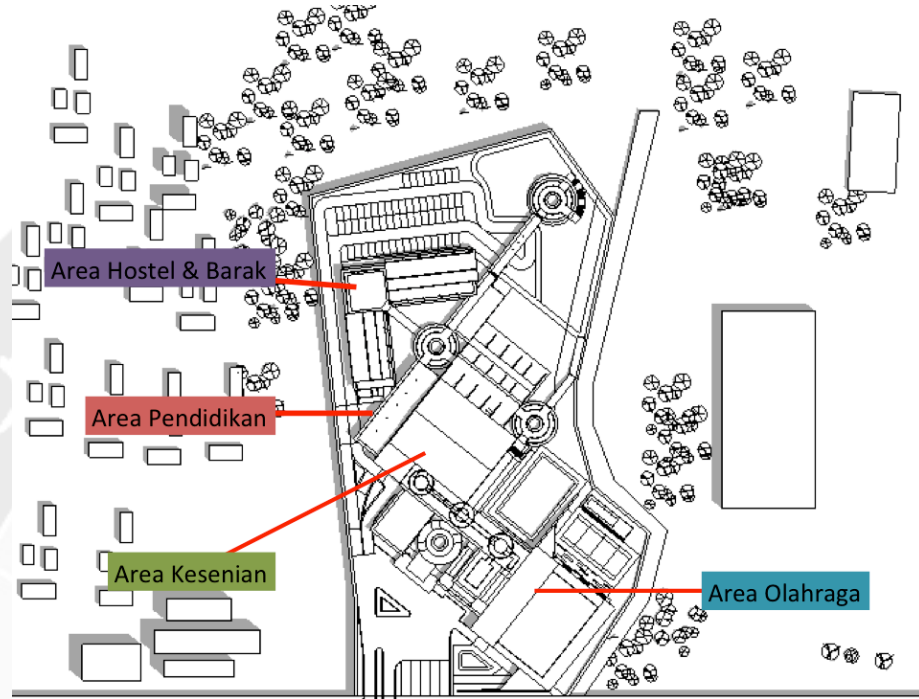 Area Hostel & Barak
Area Pendidikan
Area Kesenian
Area Olahraga